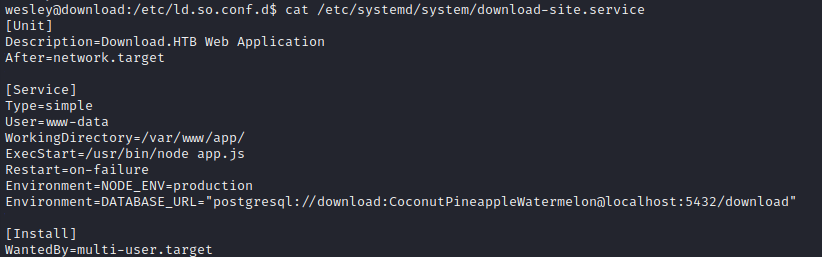 wesley@download:/etc/ld.so.conf.d$ cat /etc/systemd/system/download-site.service
[Unit]
Description=Download.HTB Web Application
After=network.target
[Service]
Type=simple
User=www-data
WorkingDirectory=/var/www/app/
ExecStart=/usr/bin/node app.js
Restart=on-failure
Environment=NODE_ENV=production
Environment=DATABASE_URL="postgresql://download:CoconutPineappleWatermelon@localhost:5432/download"
[Install]
WantedBy=multi-user.target